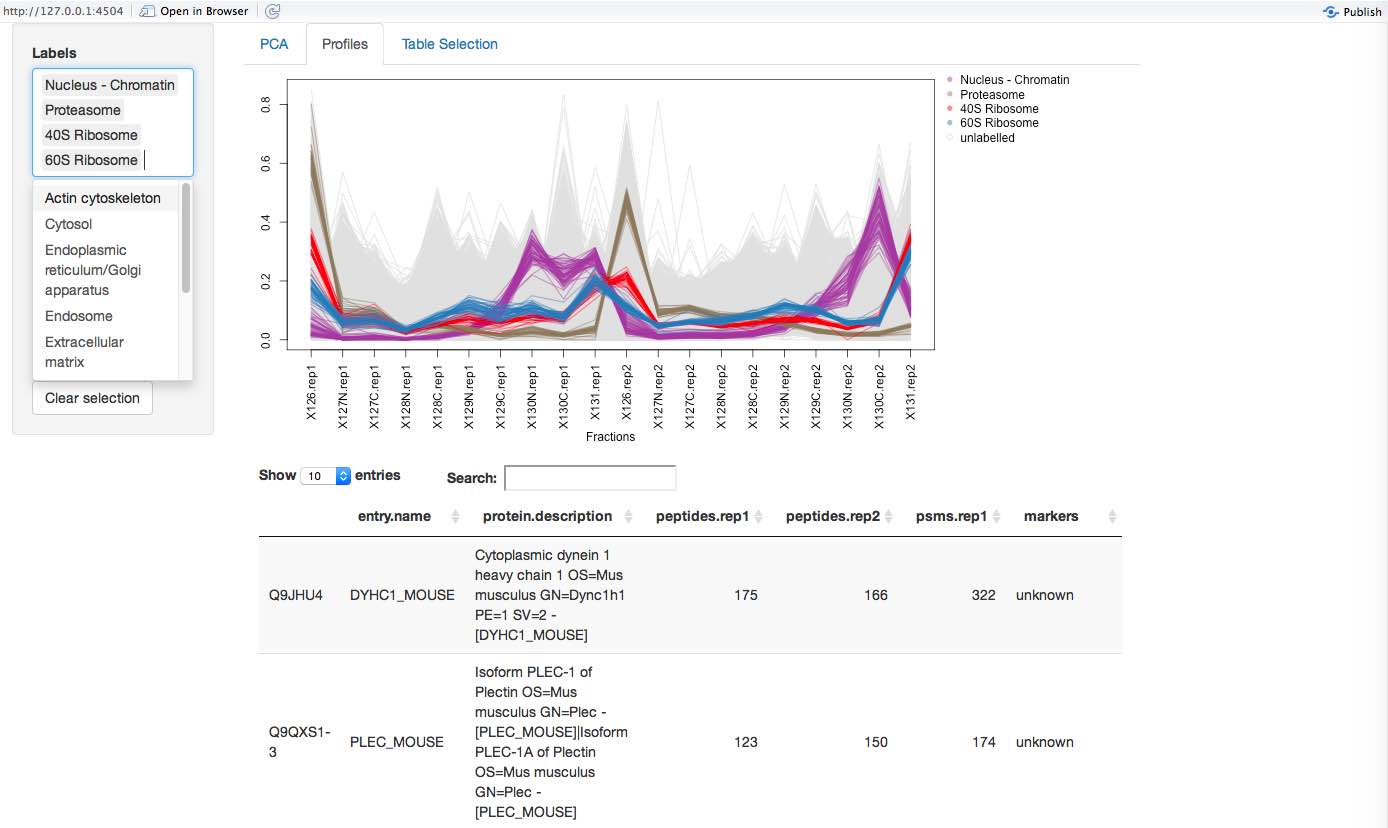 http://127.0.0.1:4504 Open in Browser Publish
Labels
Nucleus - Chromatin
Proteasome
40S Ribosome
60S Ribosome
Actin cytoskeleton
Cytosol
Endoplasmic
reticulum/Golgi
apparatus
Endosome
Extracellular
matrix
Clear selection
PCA Profiles Table Selection
0.8
0.6
0.4
0.2
0.0
X126.rep1
X127N.rep1
X127C.rep1
X128N.rep1
X128C.rep1
X129N.rep1
X129C.rep1
X130N.rep1
X130C.rep1
X131.rep1
X126.rep2
X127N.rep2
X127C.rep2
X128N.rep2
X128C.rep2
X129N.rep2
X129C.rep2
X130N.rep2
X130C.rep2
X131.rep2
Fractions
Nucleus - Chromatin
Proteasome
40S Ribosome
60S Ribosome
unlabelled
Show 10 entries Search:
entry.name protein.description peptides.rep1 peptides.rep2 psms.rep1 markers
Q9JHU4 DYHC1_MOUSE
Cytoplasmic dynein 1
heavy chain 1 OS=Mus
musculus GN=Dync1h1
PE=1 SV=2 -
[DYHC1_MOUSE]
175 166 322 unknown
Q9QXS1-
3
PLEC_MOUSE
Isoform PLEC-1 of
Plectin OS=Mus
musculus GN=Plec -
[PLEC_MOUSE]|Isoform
PLEC-1A of Plectin
OS=Mus musculus
GN=Plec -
[PLEC_MOUSE]
123 150 174 unknown